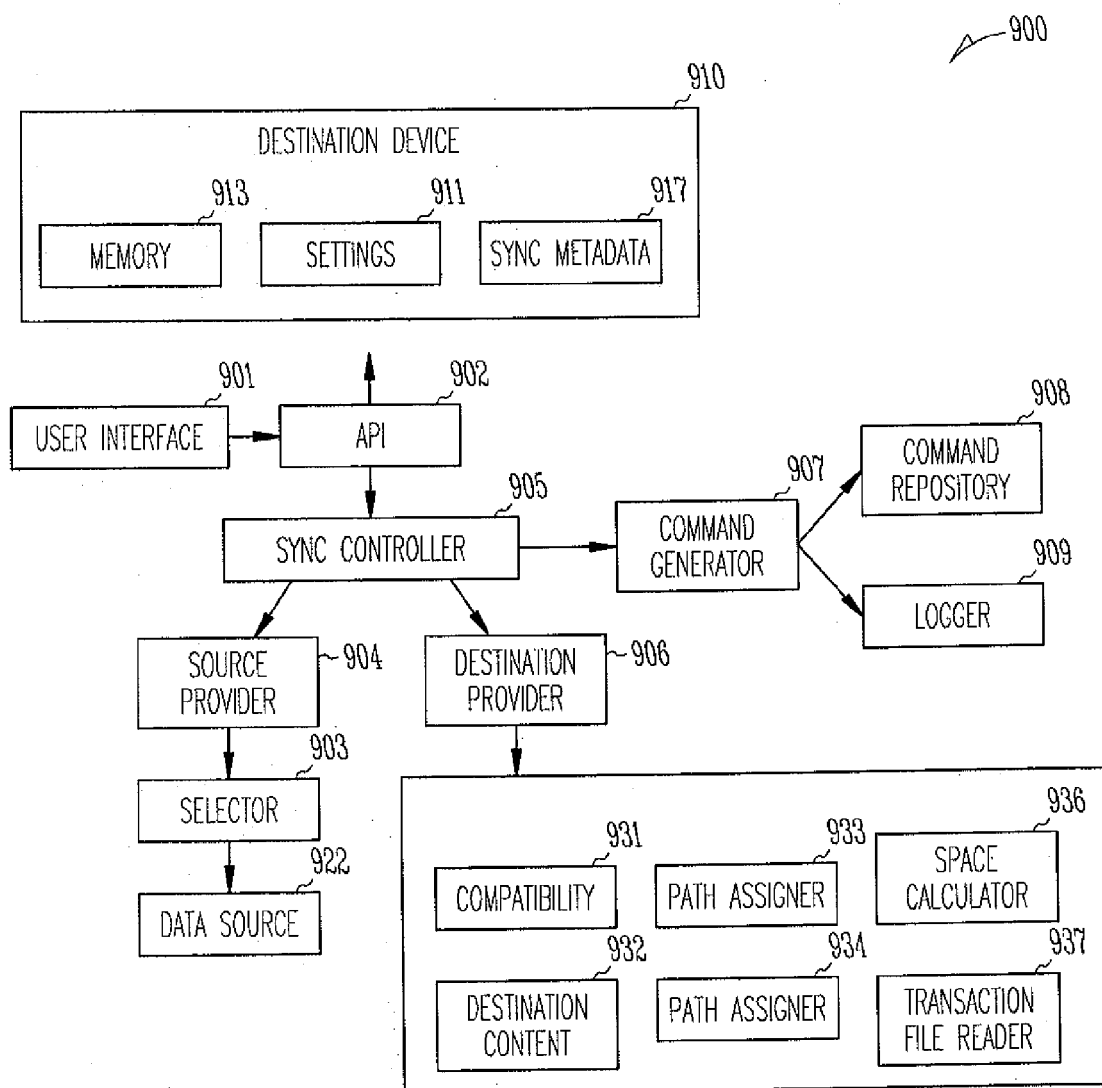 900
910
DESTINATION DEVICE
913
911
917
MEMORY
SETTINGS
SYNC METADATA
901
902
USER INTERFACE
API
908
COMMAND
REPOSITORY
905
907
SYNC CONTROLLER
COMMAND
GENERATOR
909
LOGGER
SOURCE
PROVIDER
904
DESTINATION
PROVIDER
906
903
SELECTOR
922
DATA SOURCE
931
933
936
COMPATIBILITY
PATH ASSIGNER
SPACE
CALCULATOR
932
934
937
DESTINATION
CONTENT
PATH ASSIGNER
TRANSACTION
FILE READER